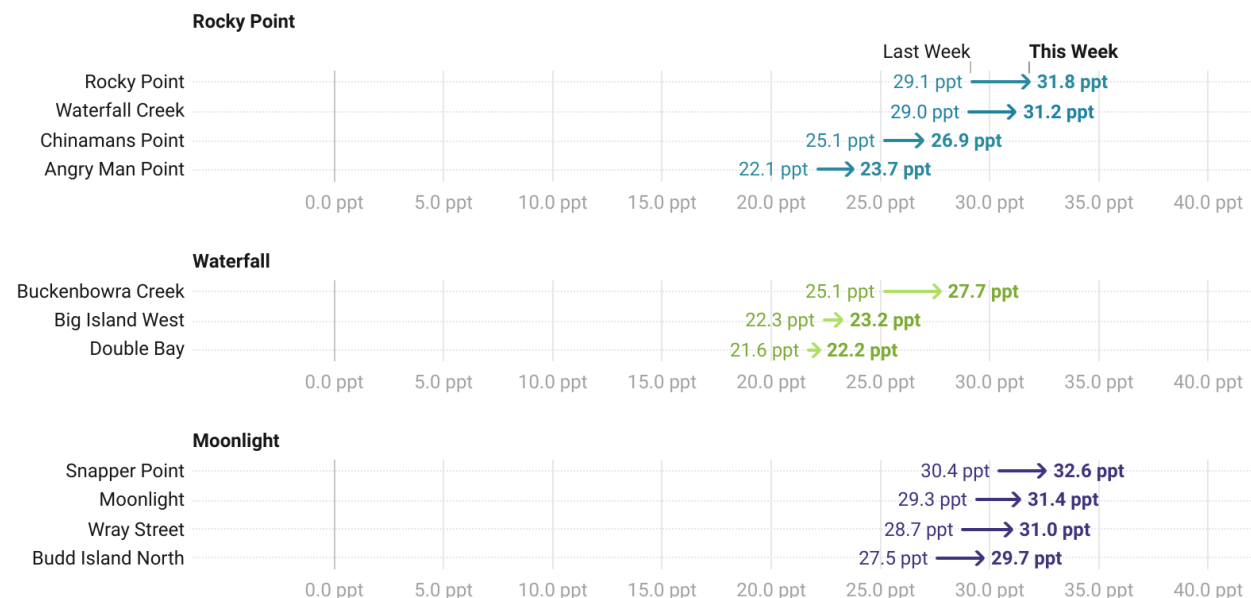 Rocky Point
Last Week This Week
Rocky Point 29.1 ppt 31.8 ppt
Waterfall Creek 29.0 ppt 31.2 ppt
Chinamans Point 25.1 ppt 26.9 ppt
Angry Man Point 22.1 ppt 23.7 ppt
0.0 ppt 5.0 ppt 10.0 ppt 15.0 ppt 20.0 ppt 25.0 ppt 30.0 ppt 35.0 ppt 40.0 ppt
Waterfall
Buckenbowra Creek 25.1 ppt 27.7 ppt
Big Island West 22.3 ppt 23.2 ppt
Double Bay 21.6 ppt 22.2 ppt
0.0 ppt 5.0 ppt 10.0 ppt 15.0 ppt 20.0 ppt 25.0 ppt 30.0 ppt 35.0 ppt 40.0 ppt
Moonlight
Snapper Point 30.4 ppt 32.6 ppt
Moonlight 29.3 ppt 31.4 ppt
Wray Street 28.7 ppt 31.0 ppt
Budd Island North 27.5 ppt 29.7 ppt
0.0 ppt 5.0 ppt 10.0 ppt 15.0 ppt 20.0 ppt 25.0 ppt 30.0 ppt 35.0 ppt 40.0 ppt